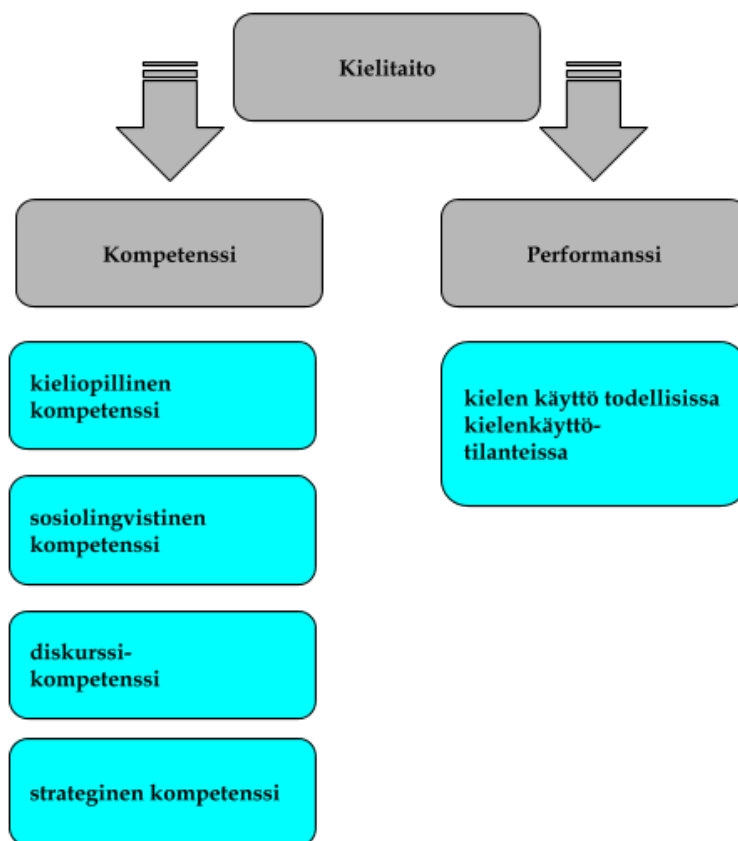 Kielitaito
Kompetenssi
Performanssi
kieliopillinen
kompetenssi
kielen käyttö todellisissa
kielenkäyttö-
tilanteissa
sosiolingvistinen
kompetenssi
diskurssi-
kompetenssi
strateginen kompetenssi